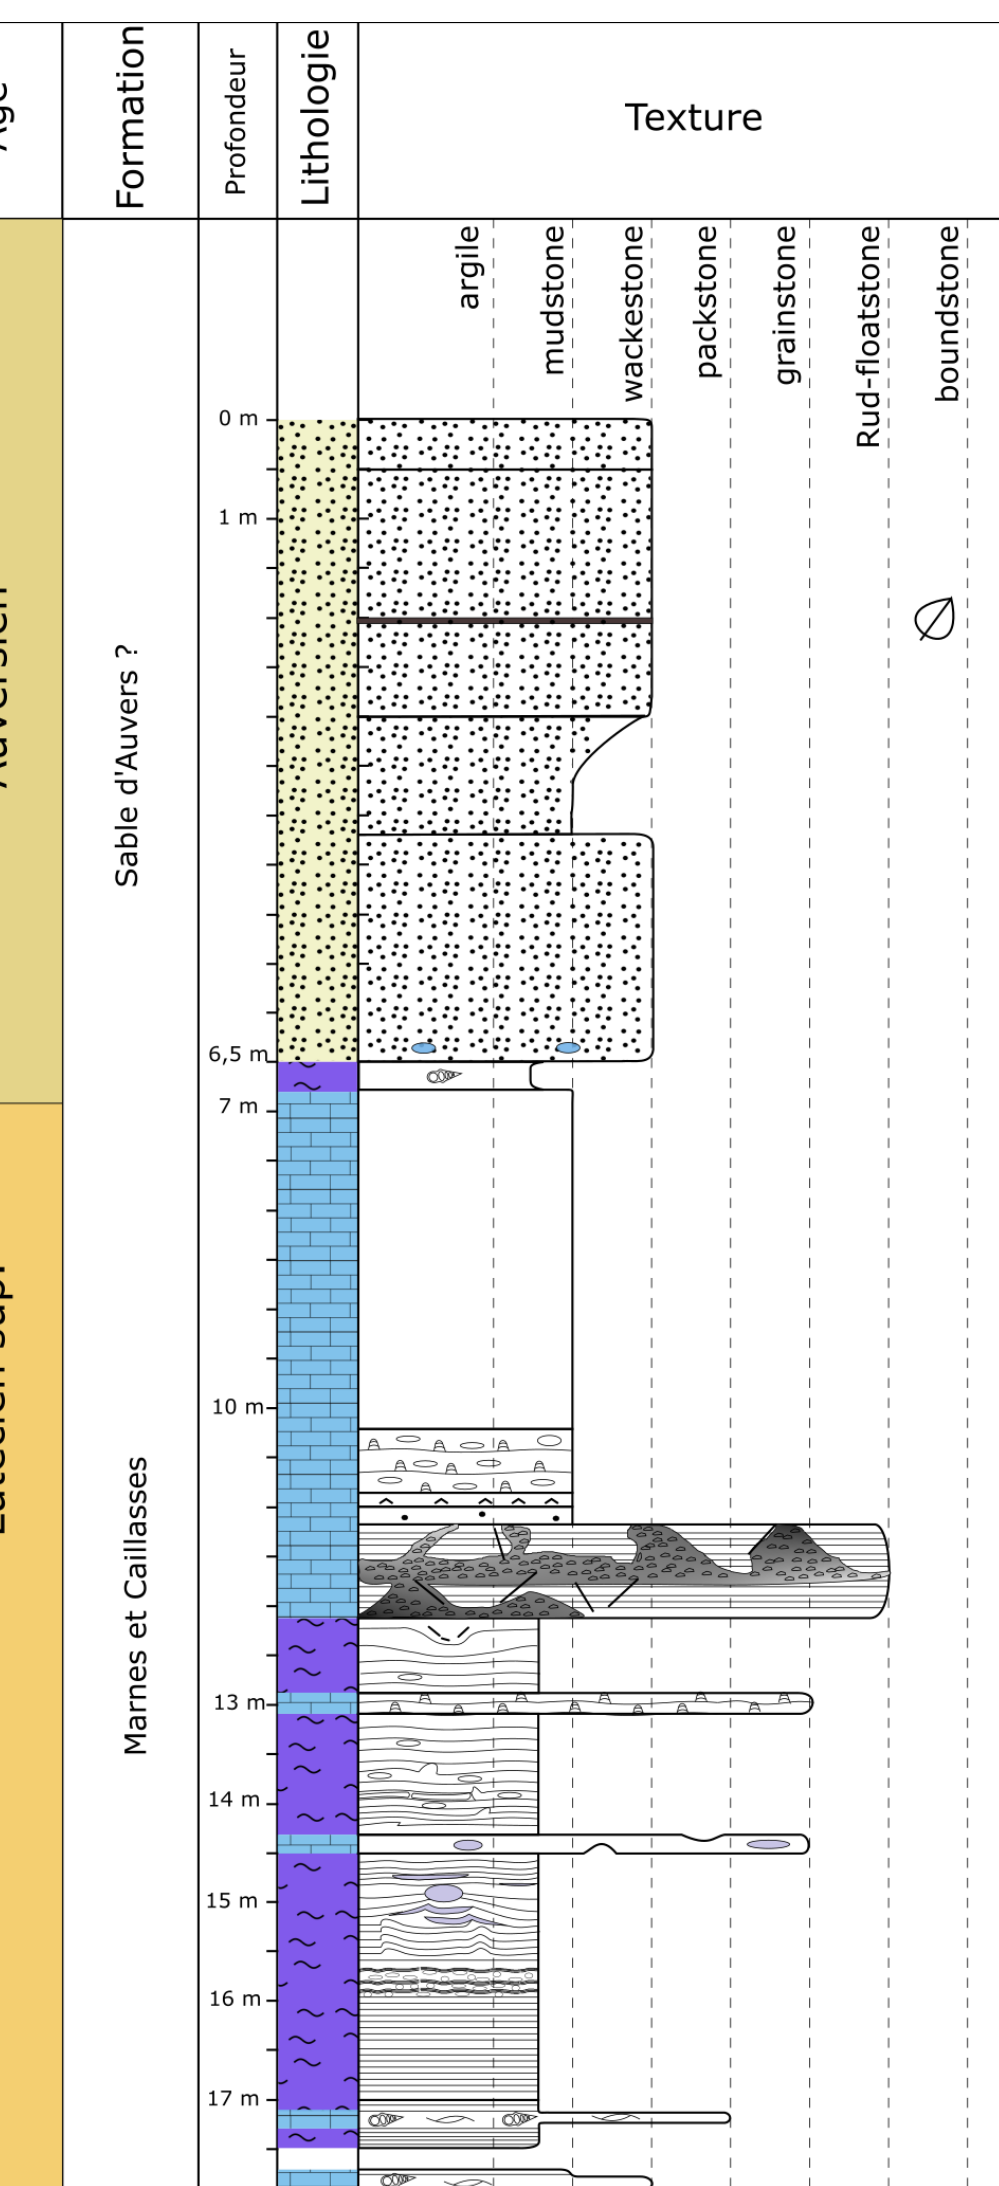 Age
Formation
Profondeur
Lithologie
Texture
argile
mudstone
wackestone
packstone
grainstone
Rud-floatstone
boundstone
0 m
1 m
Sable d'Auvers ?
6,5 m
7 m
10 m
Marnes et Caillasses
13 m
14 m
15 m
16 m
17 m